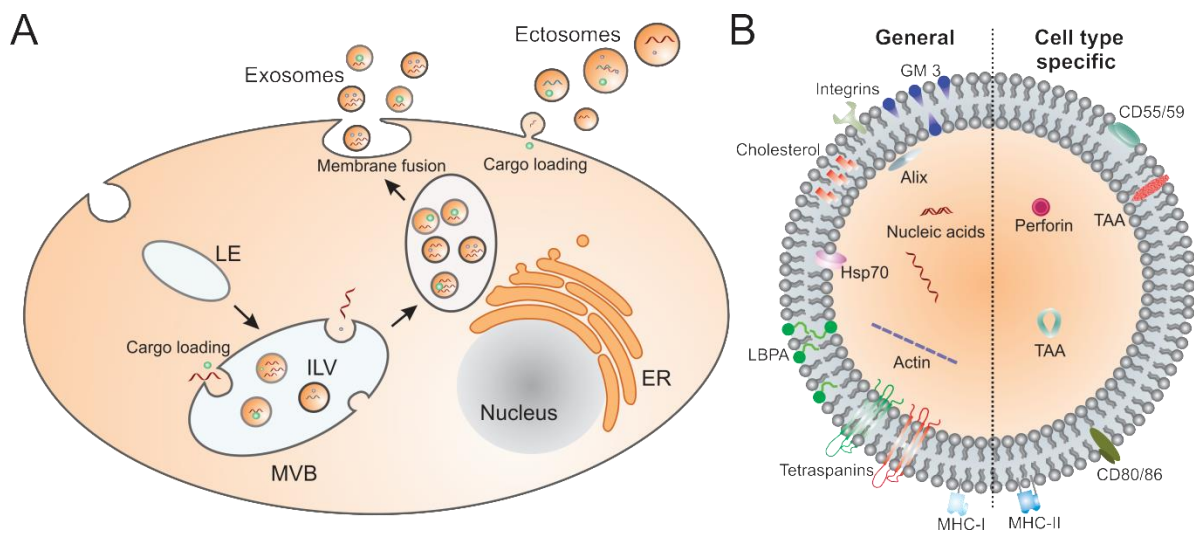 A
Exosomes
Ectosomes
Membrane fusion
Cargo loading
LE
Cargo loading
ILV
MVB
Nucleus
ER
B
General
Cell type
specific
GM 3
Integrins
CD55/59
Cholesterol
Alix
TAA
Nucleic acids
Perforin
Hsp70
LBPA
Actin
TAA
Tetraspanins
CD80/86
MHC-I
MHC-II